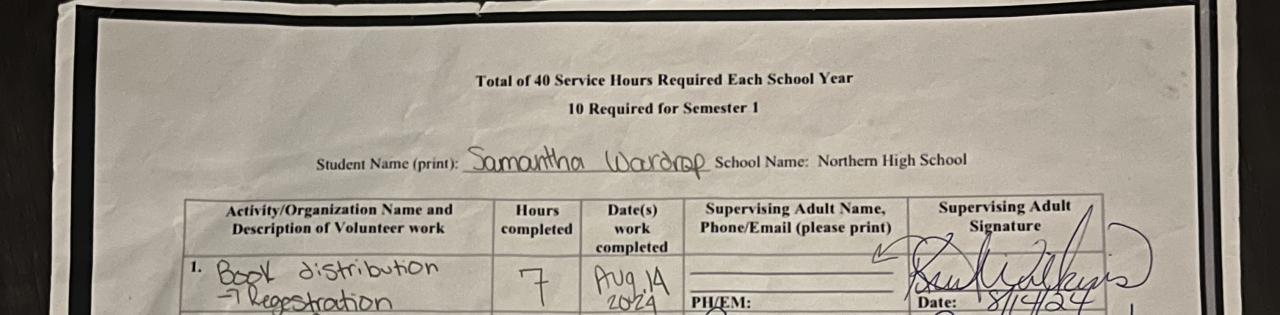 Total of 40 Service Hours Required Each School Year
10 Required for Semester 1
Student Name (print): Samantha Wardrop School Name: Northern High School
Activity/Organization Name and Description of Volunteer work
Hours completed
Date(s) work completed
Supervising Adult Name, Phone/Email (please print)
Supervising Adult Signature
1. Book distribution
→ Regestration
7
Aug.14
2024
PH/EM:
Date: 8/14/24